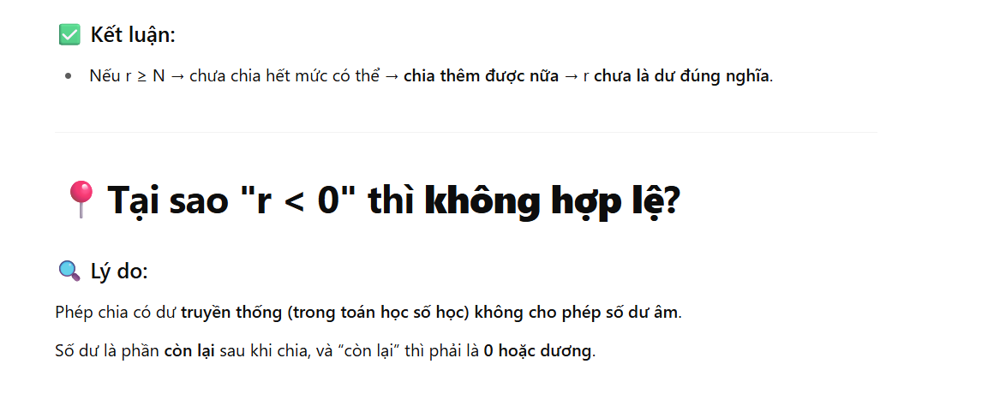 ✅ Kết luận:
• Nếu r ≥ N → chưa chia hết mức có thể → chia thêm được nữa → r chưa là dư đúng nghĩa.
📍 Tại sao "r < 0" thì không hợp lệ?
🔍 Lý do:
Phép chia có dư truyền thống (trong toán học số học) không cho phép số dư âm.
Số dư là phần còn lại sau khi chia, và “còn lại” thì phải là 0 hoặc dương.